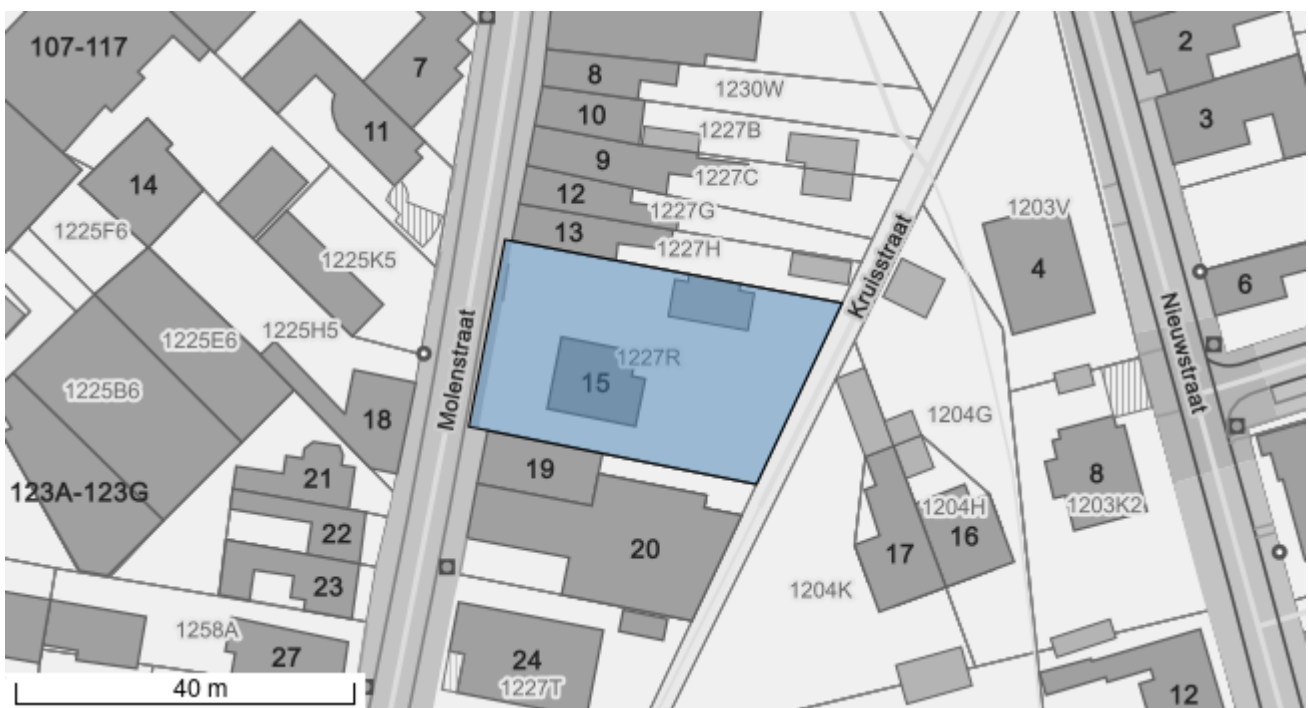 107-117
7
2
8
1230W
10
3
11
1227B
9
14
1227C
12
1227G
1203V
1225F6
13
1227H
1225K5
Kruisstraat
4
6
Nieuwstraat
1225E6
1225H5
Molenstraat
1227R
15
1225B6
18
1204G
19
21
8
123A-123G
1204H
1203K2
22
16
20
17
23
1204K
1258A
27
24
40 m
1227T
12